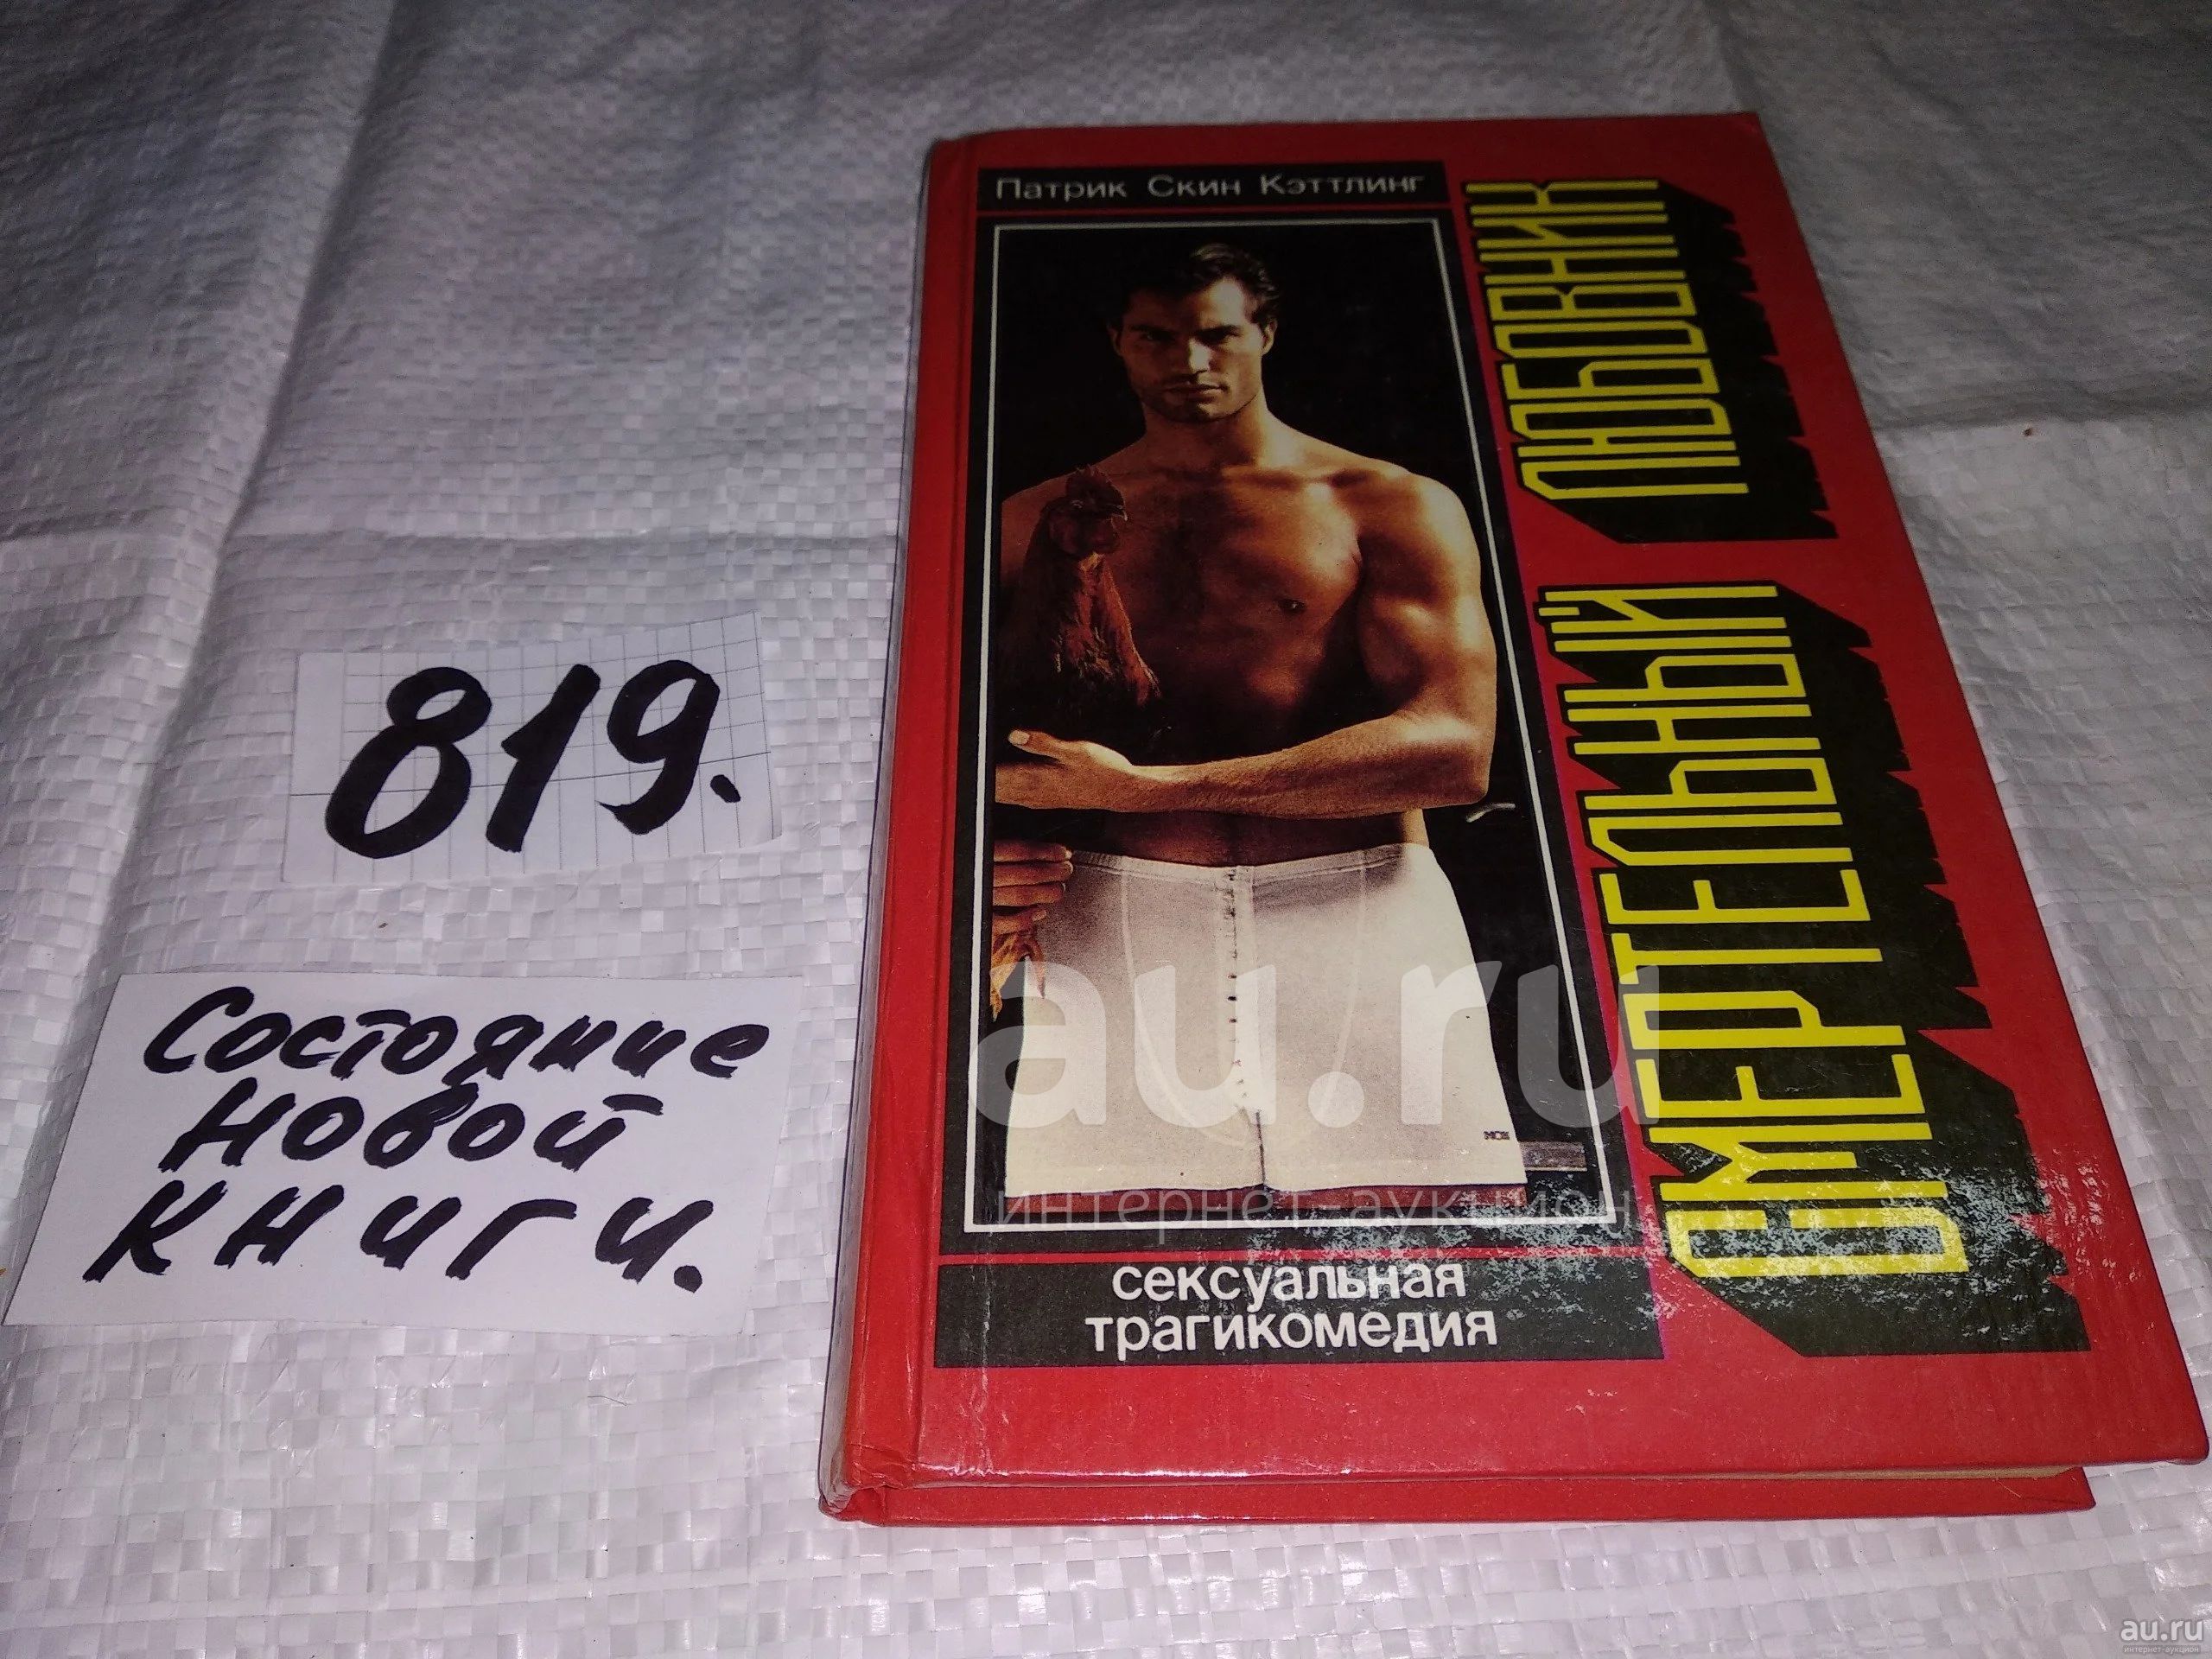 819.
Состояние
новой
книги.
Патрик Скин Кэттлинг
СМЕРТЕЛЬНЫЙ ЛЮБОВНИК
сексуальная
трагикомедия
au.ru
интернет-аукцион
au.ru
интернет-аукцион